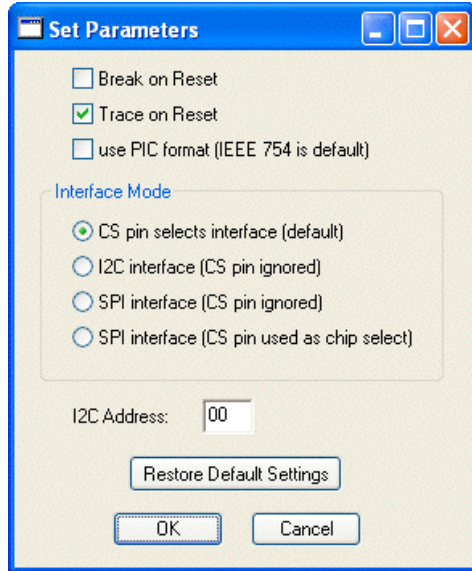 Set Parameters
Break on Reset
Trace on Reset
use PIC format (IEEE 754 is default)
Interface Mode
CS pin selects interface (default)
I2C interface (CS pin ignored)
SPI interface (CS pin ignored)
SPI interface (CS pin used as chip select)
I2C Address: 00
Restore Default Settings
OK Cancel